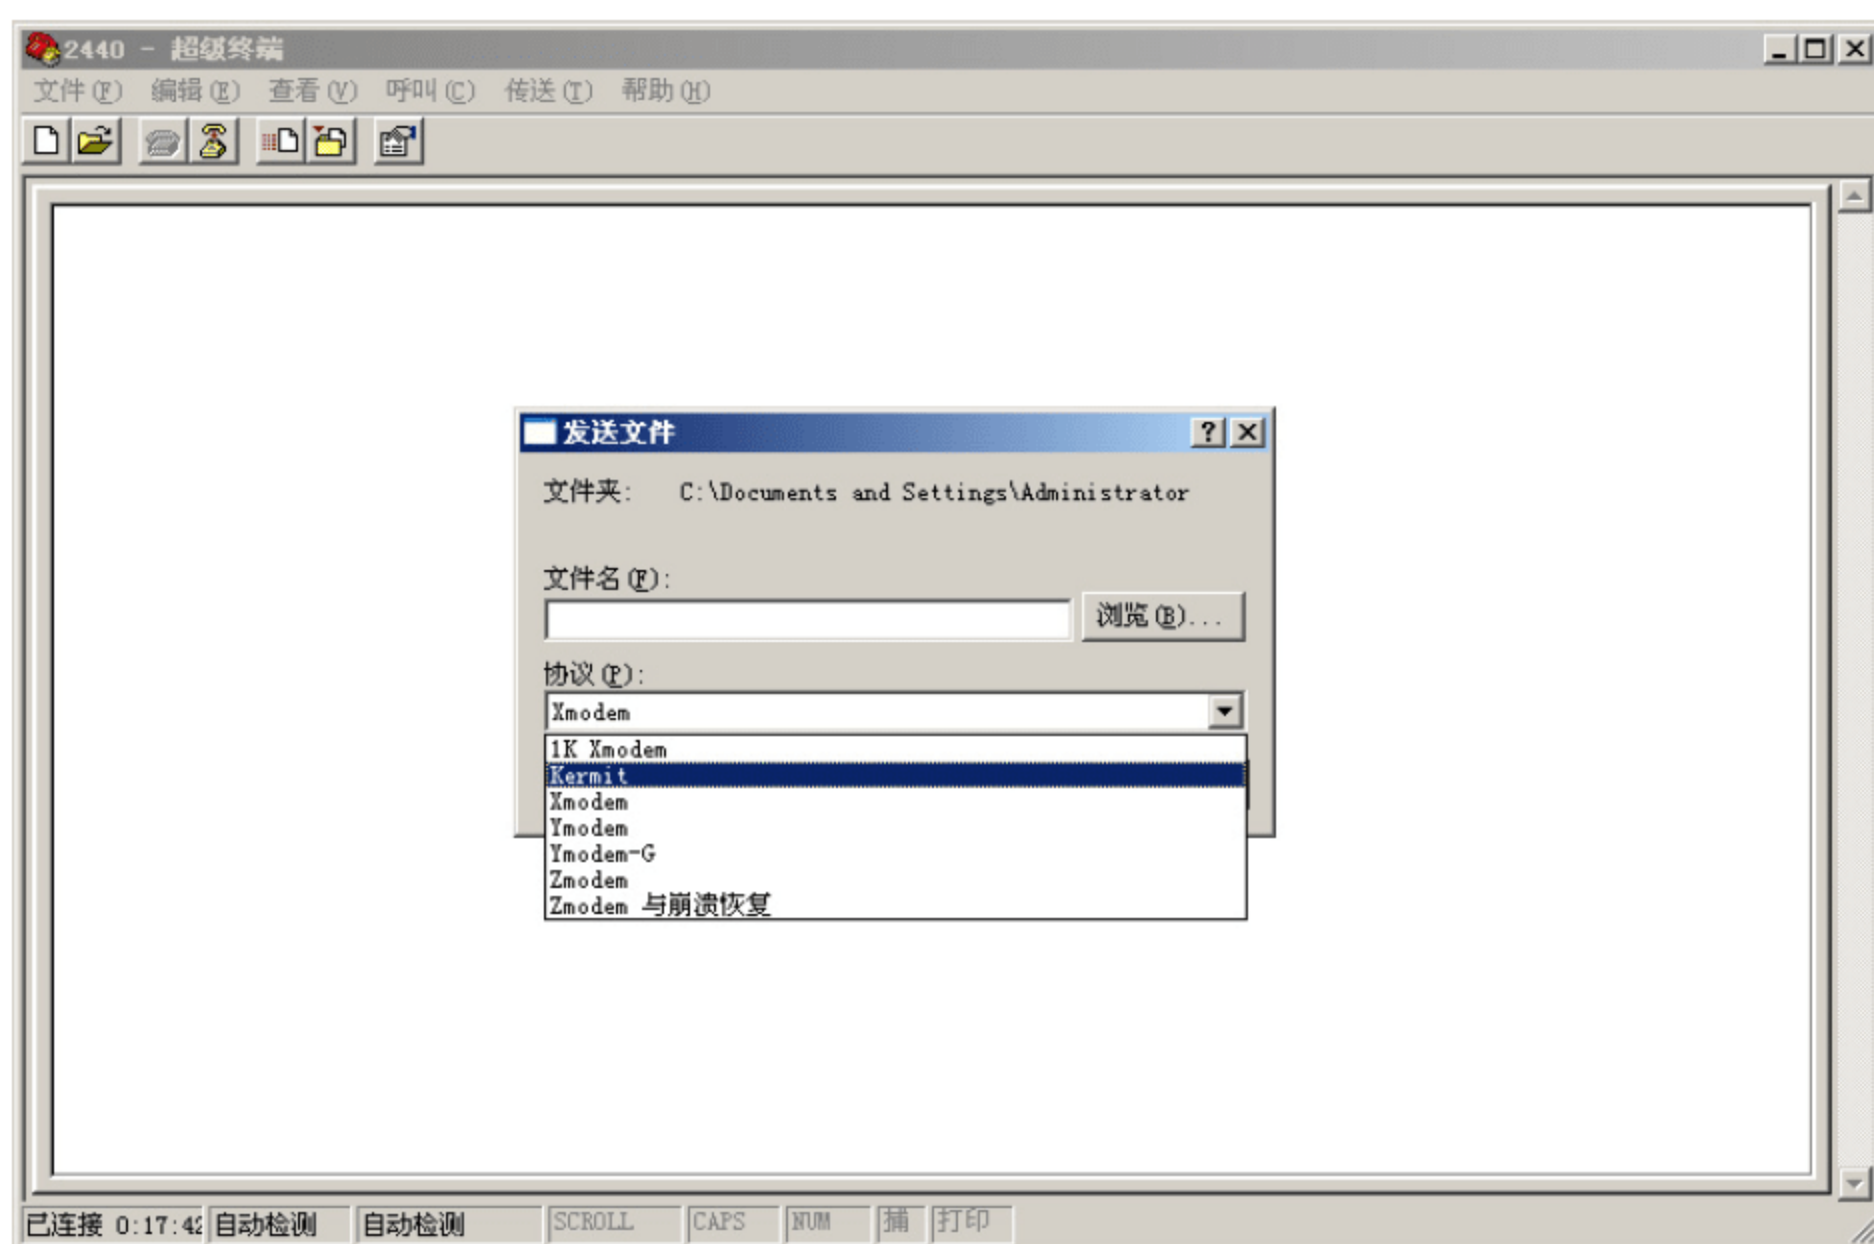 2440 - 超级终端
文件(F) 编辑(E) 查看(V) 呼叫(C) 传送(T) 帮助(H)
发送文件
文件夹: C:\Documents and Settings\Administrator
文件名(F):
浏览(B)...
协议(P):
Xmodem
1K Xmodem
Kermit
Xmodem
Ymodem
Ymodem-G
Zmodem
Zmodem 与崩溃恢复
已连接 0:17:42 自动检测 自动检测 SCROLL CAPS NUM 捕 打印